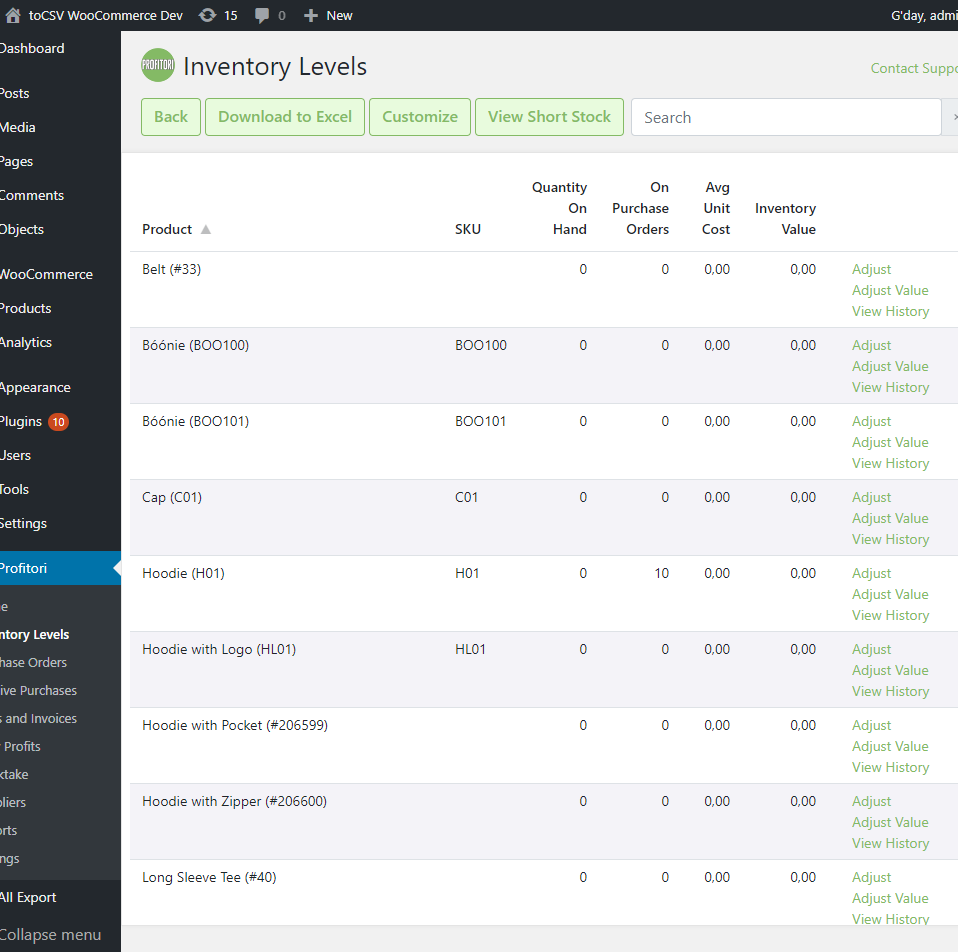 toCSV WooCommerce Dev 15 0 New G'day, admi
Dashboard
Posts
Media
Pages
Comments
Objects
WooCommerce
Products
Analytics
Appearance
Plugins 10
Users
Tools
Settings
Profitori
e
ntory Levels
hase Orders
ive Purchases
s and Invoices
Profits
ktake
liers
orts
ngs
All Export
Collapse menu
PROFITORI Inventory Levels
Contact Suppo
Back Download to Excel Customize View Short Stock Search ×
Quantity On Avg
On Purchase Unit Inventory
Product SKU Hand Orders Cost Value
Belt (#33) 0 0 0,00 0,00 Adjust
Adjust Value
View History
Bóónie (BOO100) BOO100 0 0 0,00 0,00 Adjust
Adjust Value
View History
Bóónie (BOO101) BOO101 0 0 0,00 0,00 Adjust
Adjust Value
View History
Cap (C01) C01 0 0 0,00 0,00 Adjust
Adjust Value
View History
Hoodie (H01) H01 0 10 0,00 0,00 Adjust
Adjust Value
View History
Hoodie with Logo (HL01) HL01 0 0 0,00 0,00 Adjust
Adjust Value
View History
Hoodie with Pocket (#206599) 0 0 0,00 0,00 Adjust
Adjust Value
View History
Hoodie with Zipper (#206600) 0 0 0,00 0,00 Adjust
Adjust Value
View History
Long Sleeve Tee (#40) 0 0 0,00 0,00 Adjust
Adjust Value
View History